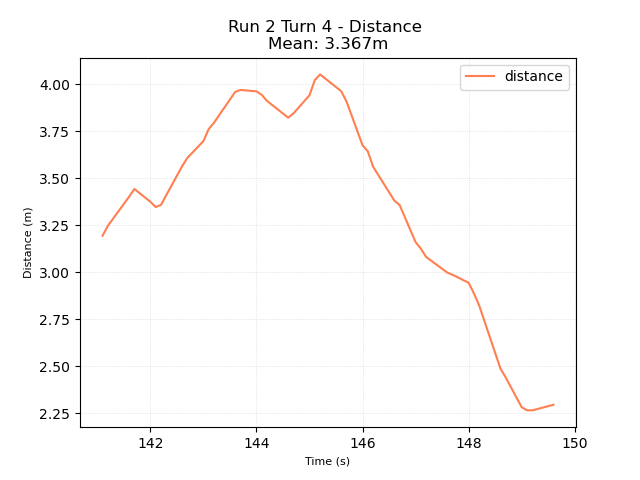 Run 2 Turn 4 - Distance
Mean: 3.367m
distance
4.00
3.75
3.50
3.25
3.00
2.75
2.50
2.25
Distance (m)
142
144
146
148
150
Time (s)